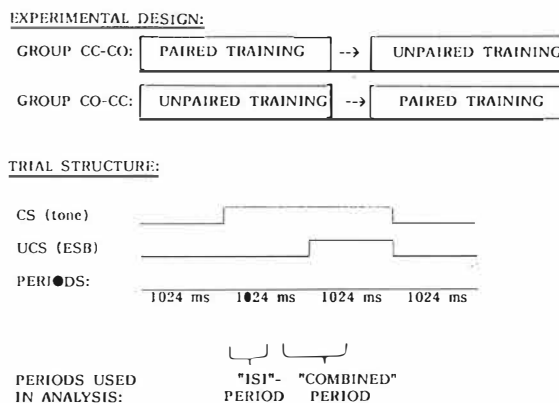 EXPERIMENTAL DESIGN:
GROUP CC-CO: PAIRED TRAINING --> UNPAIRED TRAINING
GROUP CO-CC: UNPAIRED TRAINING --> PAIRED TRAINING
TRIAL STRUCTURE:
CS (tone)
UCS (ESB)
PERI●DS:
1024 ms 1024 ms 1024 ms 1024 ms
PERIODS USED "ISI"- "COMBINED"
IN ANALYSIS: PERIOD PERIOD